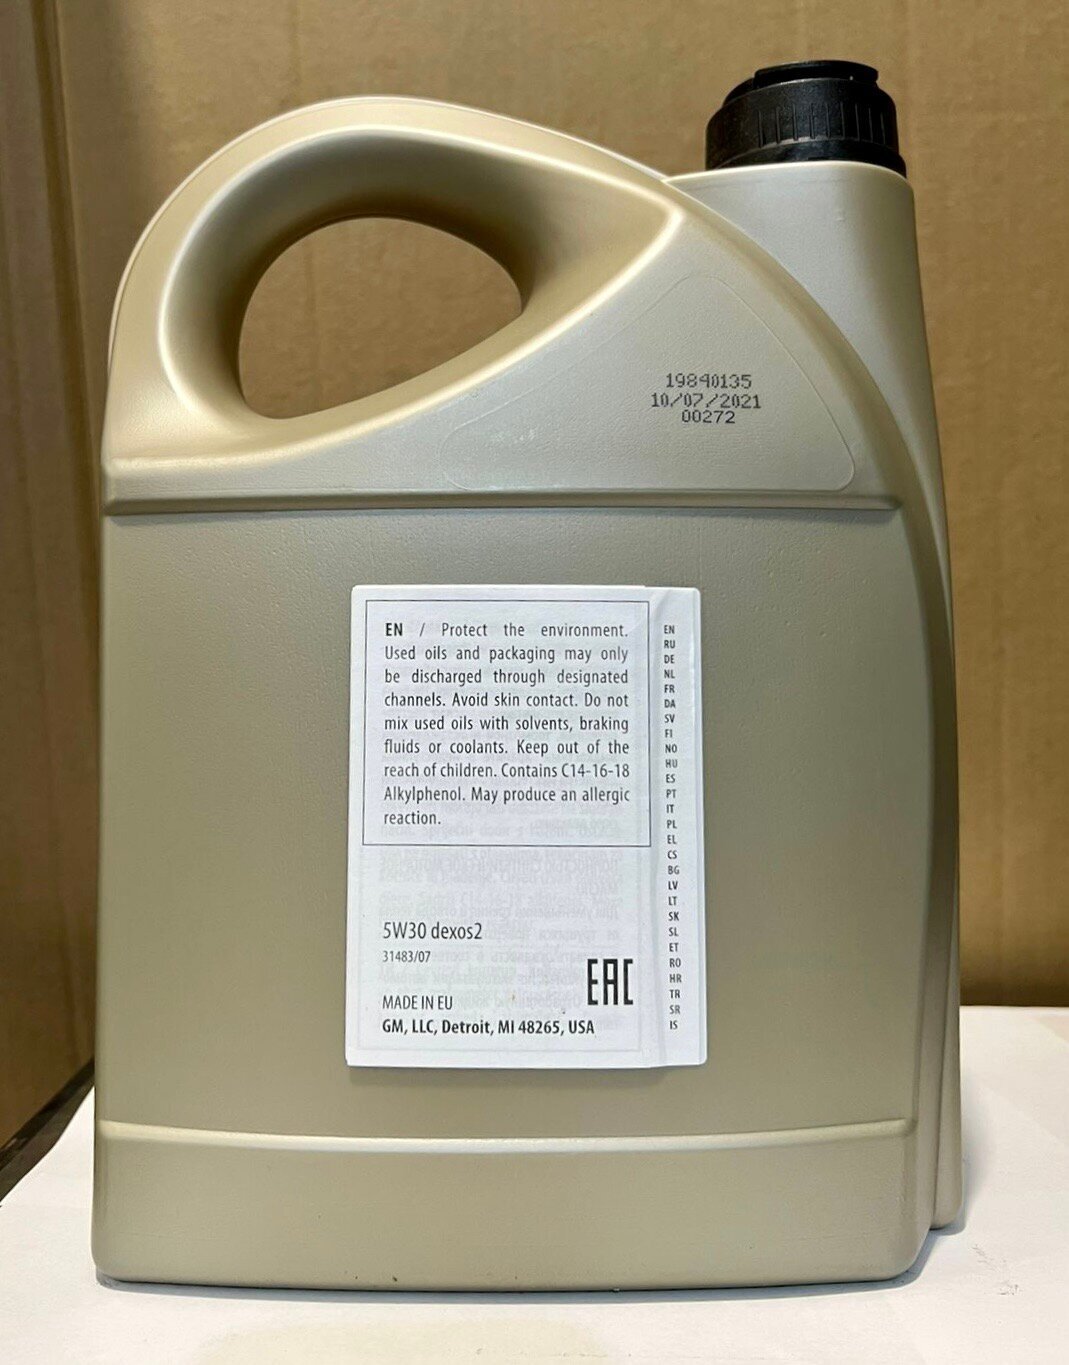 19840135
10/07/2021
00272
EN / Protect the environment.
Used oils and packaging may only
be discharged through designated
channels. Avoid skin contact. Do not
mix used oils with solvents, braking
fluids or coolants. Keep out of the
reach of children. Contains C14-16-18
Alkylphenol. May produce an allergic
reaction.
5W30 dexos2
31483/07
EAC
MADE IN EU
GM, LLC, Detroit, MI 48265, USA
EN
RU
DE
NL
FR
DA
SV
FI
NO
HU
ES
PT
IT
PL
EL
CS
BG
LV
LT
SK
SL
ET
RO
HR
TR
SR
IS